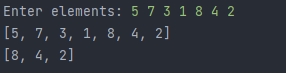 Enter elements: 5 7 3 1 8 4 2
[5, 7, 3, 1, 8, 4, 2]
[8, 4, 2]